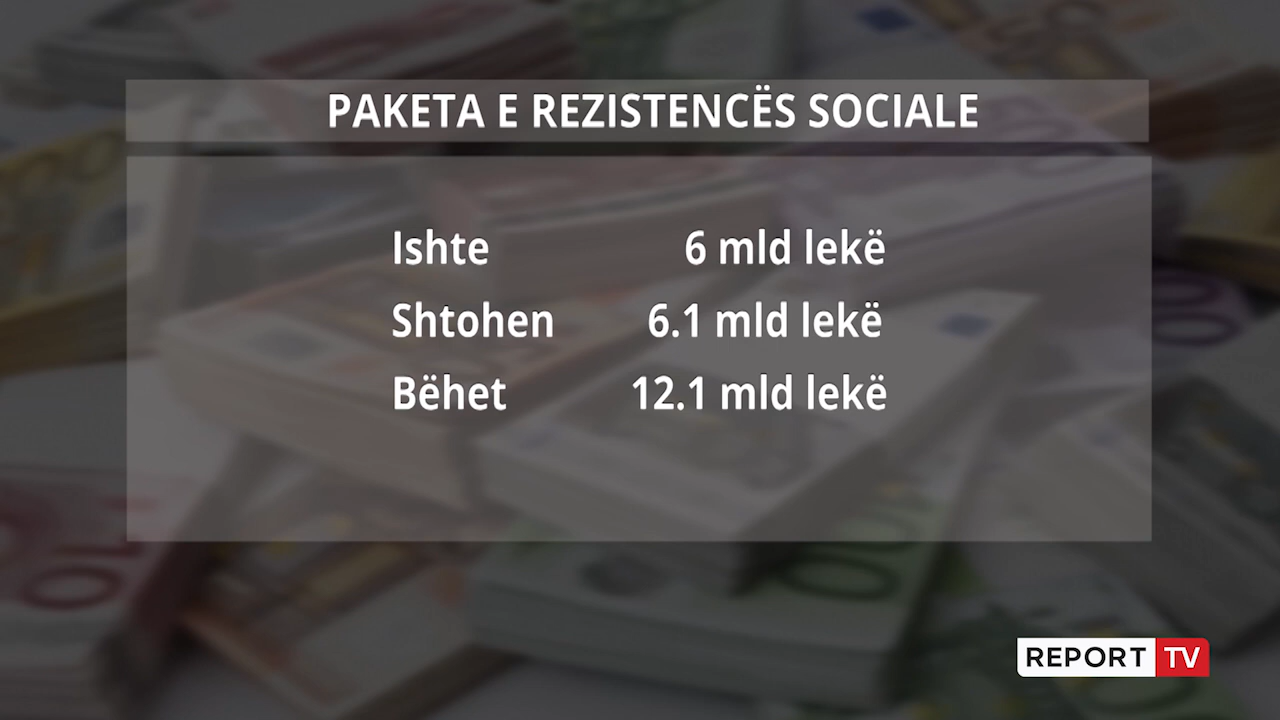 PAKETA E REZISTENCËS SOCIALE
Ishte 6 mld lekë
Shtohen 6.1 mld lekë
Bëhet 12.1 mld lekë
REPORT TV